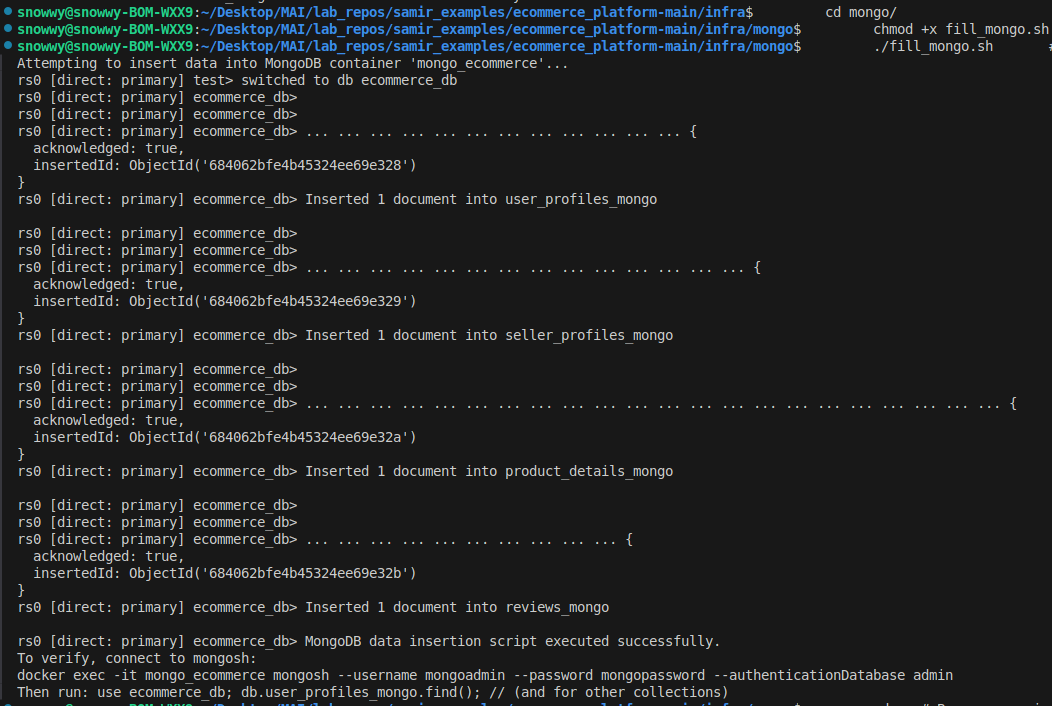 snowwy@snowwy-BOM-WXX9:~/Desktop/MAI/lab_repos/samir_examples/ecommerce_platform-main/infra$ cd mongo/
snowwy@snowwy-BOM-WXX9:~/Desktop/MAI/lab_repos/samir_examples/ecommerce_platform-main/infra/mongo$ chmod +x fill_mongo.sh
snowwy@snowwy-BOM-WXX9:~/Desktop/MAI/lab_repos/samir_examples/ecommerce_platform-main/infra/mongo$ ./fill_mongo.sh #
Attempting to insert data into MongoDB container 'mongo_ecommerce'...
rs0 [direct: primary] test> switched to db ecommerce_db
rs0 [direct: primary] ecommerce_db>
rs0 [direct: primary] ecommerce_db>
rs0 [direct: primary] ecommerce_db> ... ... ... ... ... ... ... ... ... ... ... ... {
acknowledged: true,
insertedId: ObjectId('684062bfe4b45324ee69e328')
}
rs0 [direct: primary] ecommerce_db> Inserted 1 document into user_profiles_mongo
rs0 [direct: primary] ecommerce_db>
rs0 [direct: primary] ecommerce_db>
rs0 [direct: primary] ecommerce_db> ... ... ... ... ... ... ... ... ... ... ... ... ... ... {
acknowledged: true,
insertedId: ObjectId('684062bfe4b45324ee69e329')
}
rs0 [direct: primary] ecommerce_db> Inserted 1 document into seller_profiles_mongo
rs0 [direct: primary] ecommerce_db>
rs0 [direct: primary] ecommerce_db>
rs0 [direct: primary] ecommerce_db> ... ... ... ... ... ... ... ... ... ... ... ... ... ... ... ... ... ... ... ... ... ... {
acknowledged: true,
insertedId: ObjectId('684062bfe4b45324ee69e32a')
}
rs0 [direct: primary] ecommerce_db> Inserted 1 document into product_details_mongo
rs0 [direct: primary] ecommerce_db>
rs0 [direct: primary] ecommerce_db>
rs0 [direct: primary] ecommerce_db> ... ... ... ... ... ... ... ... ... ... {
acknowledged: true,
insertedId: ObjectId('684062bfe4b45324ee69e32b')
}
rs0 [direct: primary] ecommerce_db> Inserted 1 document into reviews_mongo
rs0 [direct: primary] ecommerce_db> MongoDB data insertion script executed successfully.
To verify, connect to mongosh:
docker exec -it mongo_ecommerce mongosh --username mongoadmin --password mongopassword --authenticationDatabase admin
Then run: use ecommerce_db; db.user_profiles_mongo.find(); // (and for other collections)